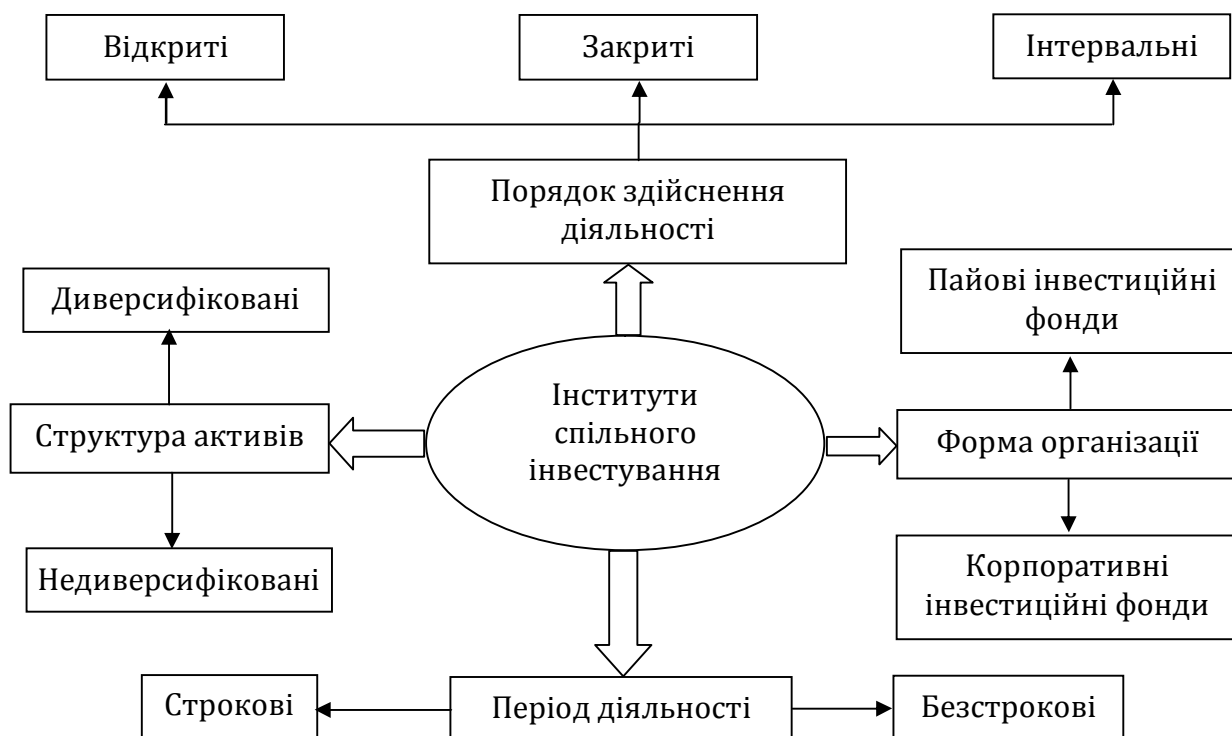 Відкриті
Закриті
Інтервальні
Порядок здійснення
діяльності
Диверсифіковані
Пайові інвестиційні
фонди
Структура активів
Інститути
спільного
інвестування
Форма організації
Недиверсифіковані
Корпоративні
інвестиційні фонди
Строкові
Період діяльності
Безстрокові